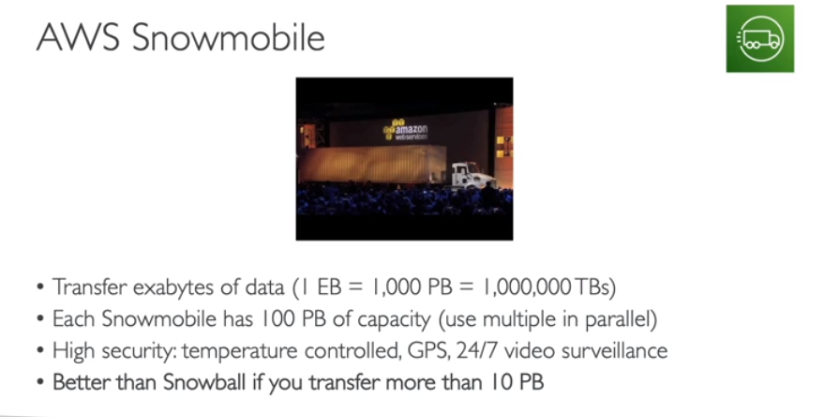 AWS Snowmobile
amazon
webservices
• Transfer exabytes of data (1 EB = 1,000 PB = 1,000,000 TBs)
• Each Snowmobile has 100 PB of capacity (use multiple in parallel)
• High security: temperature controlled, GPS, 24/7 video surveillance
• Better than Snowball if you transfer more than 10 PB